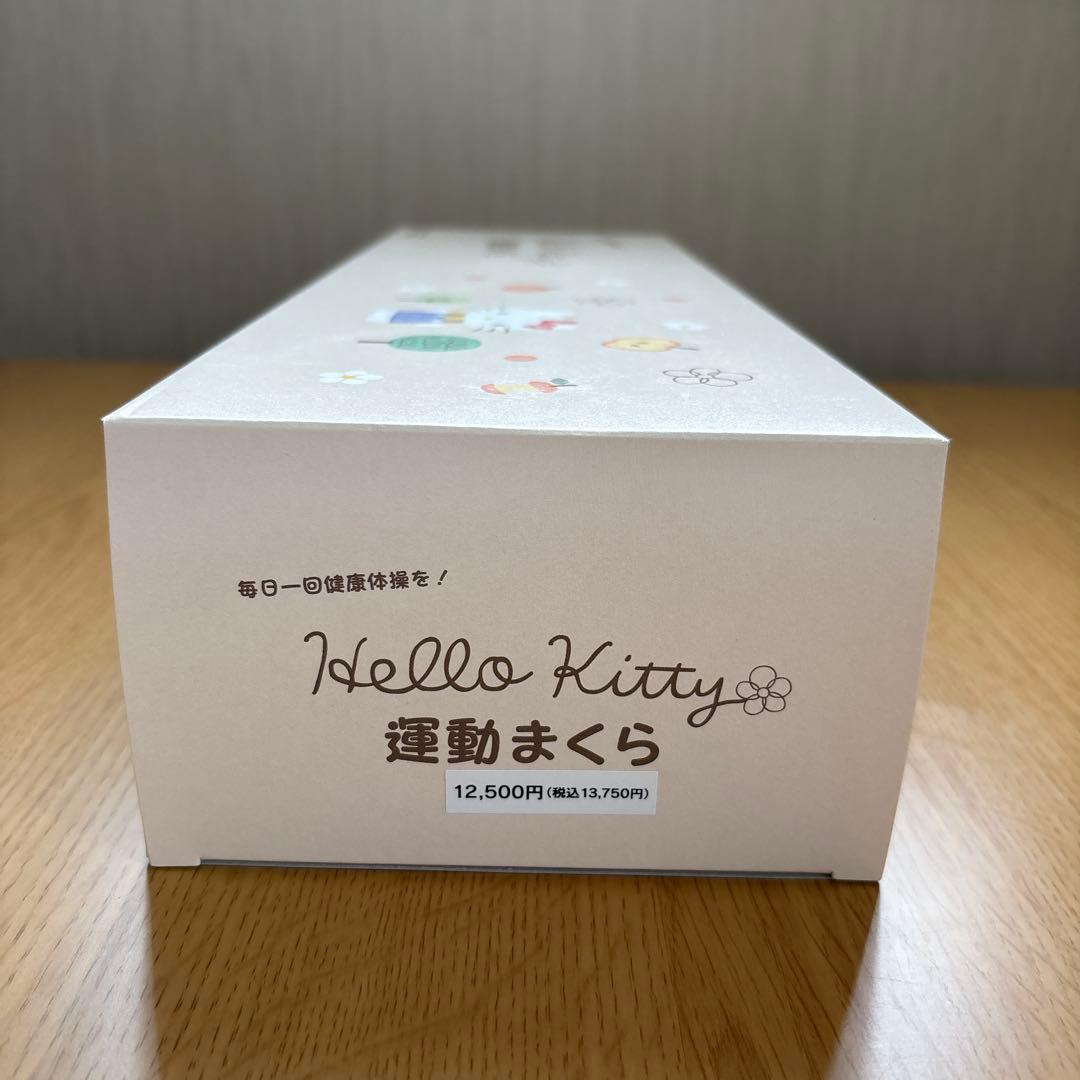 毎日一回健康体操を!
Hello Kitty
運動まくら
12,500円(税込13,750円)